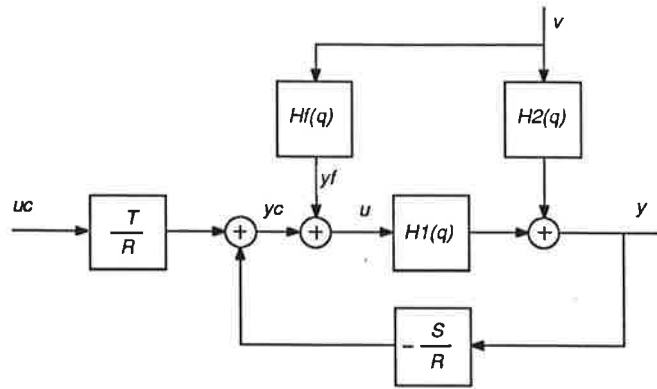 v
Hf(q)
H2(q)
yf
uc
T
R
+
yc
+
u
H1(q)
+
y
- S
R